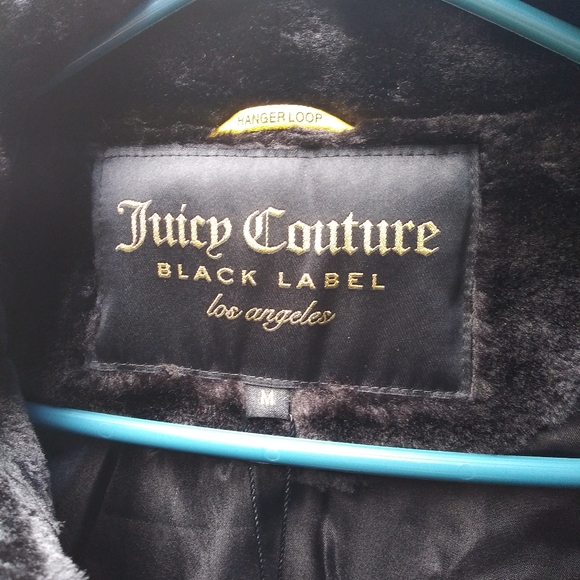 HANGER LOOP
Juicy Couture
BLACK LABEL
los angeles
M